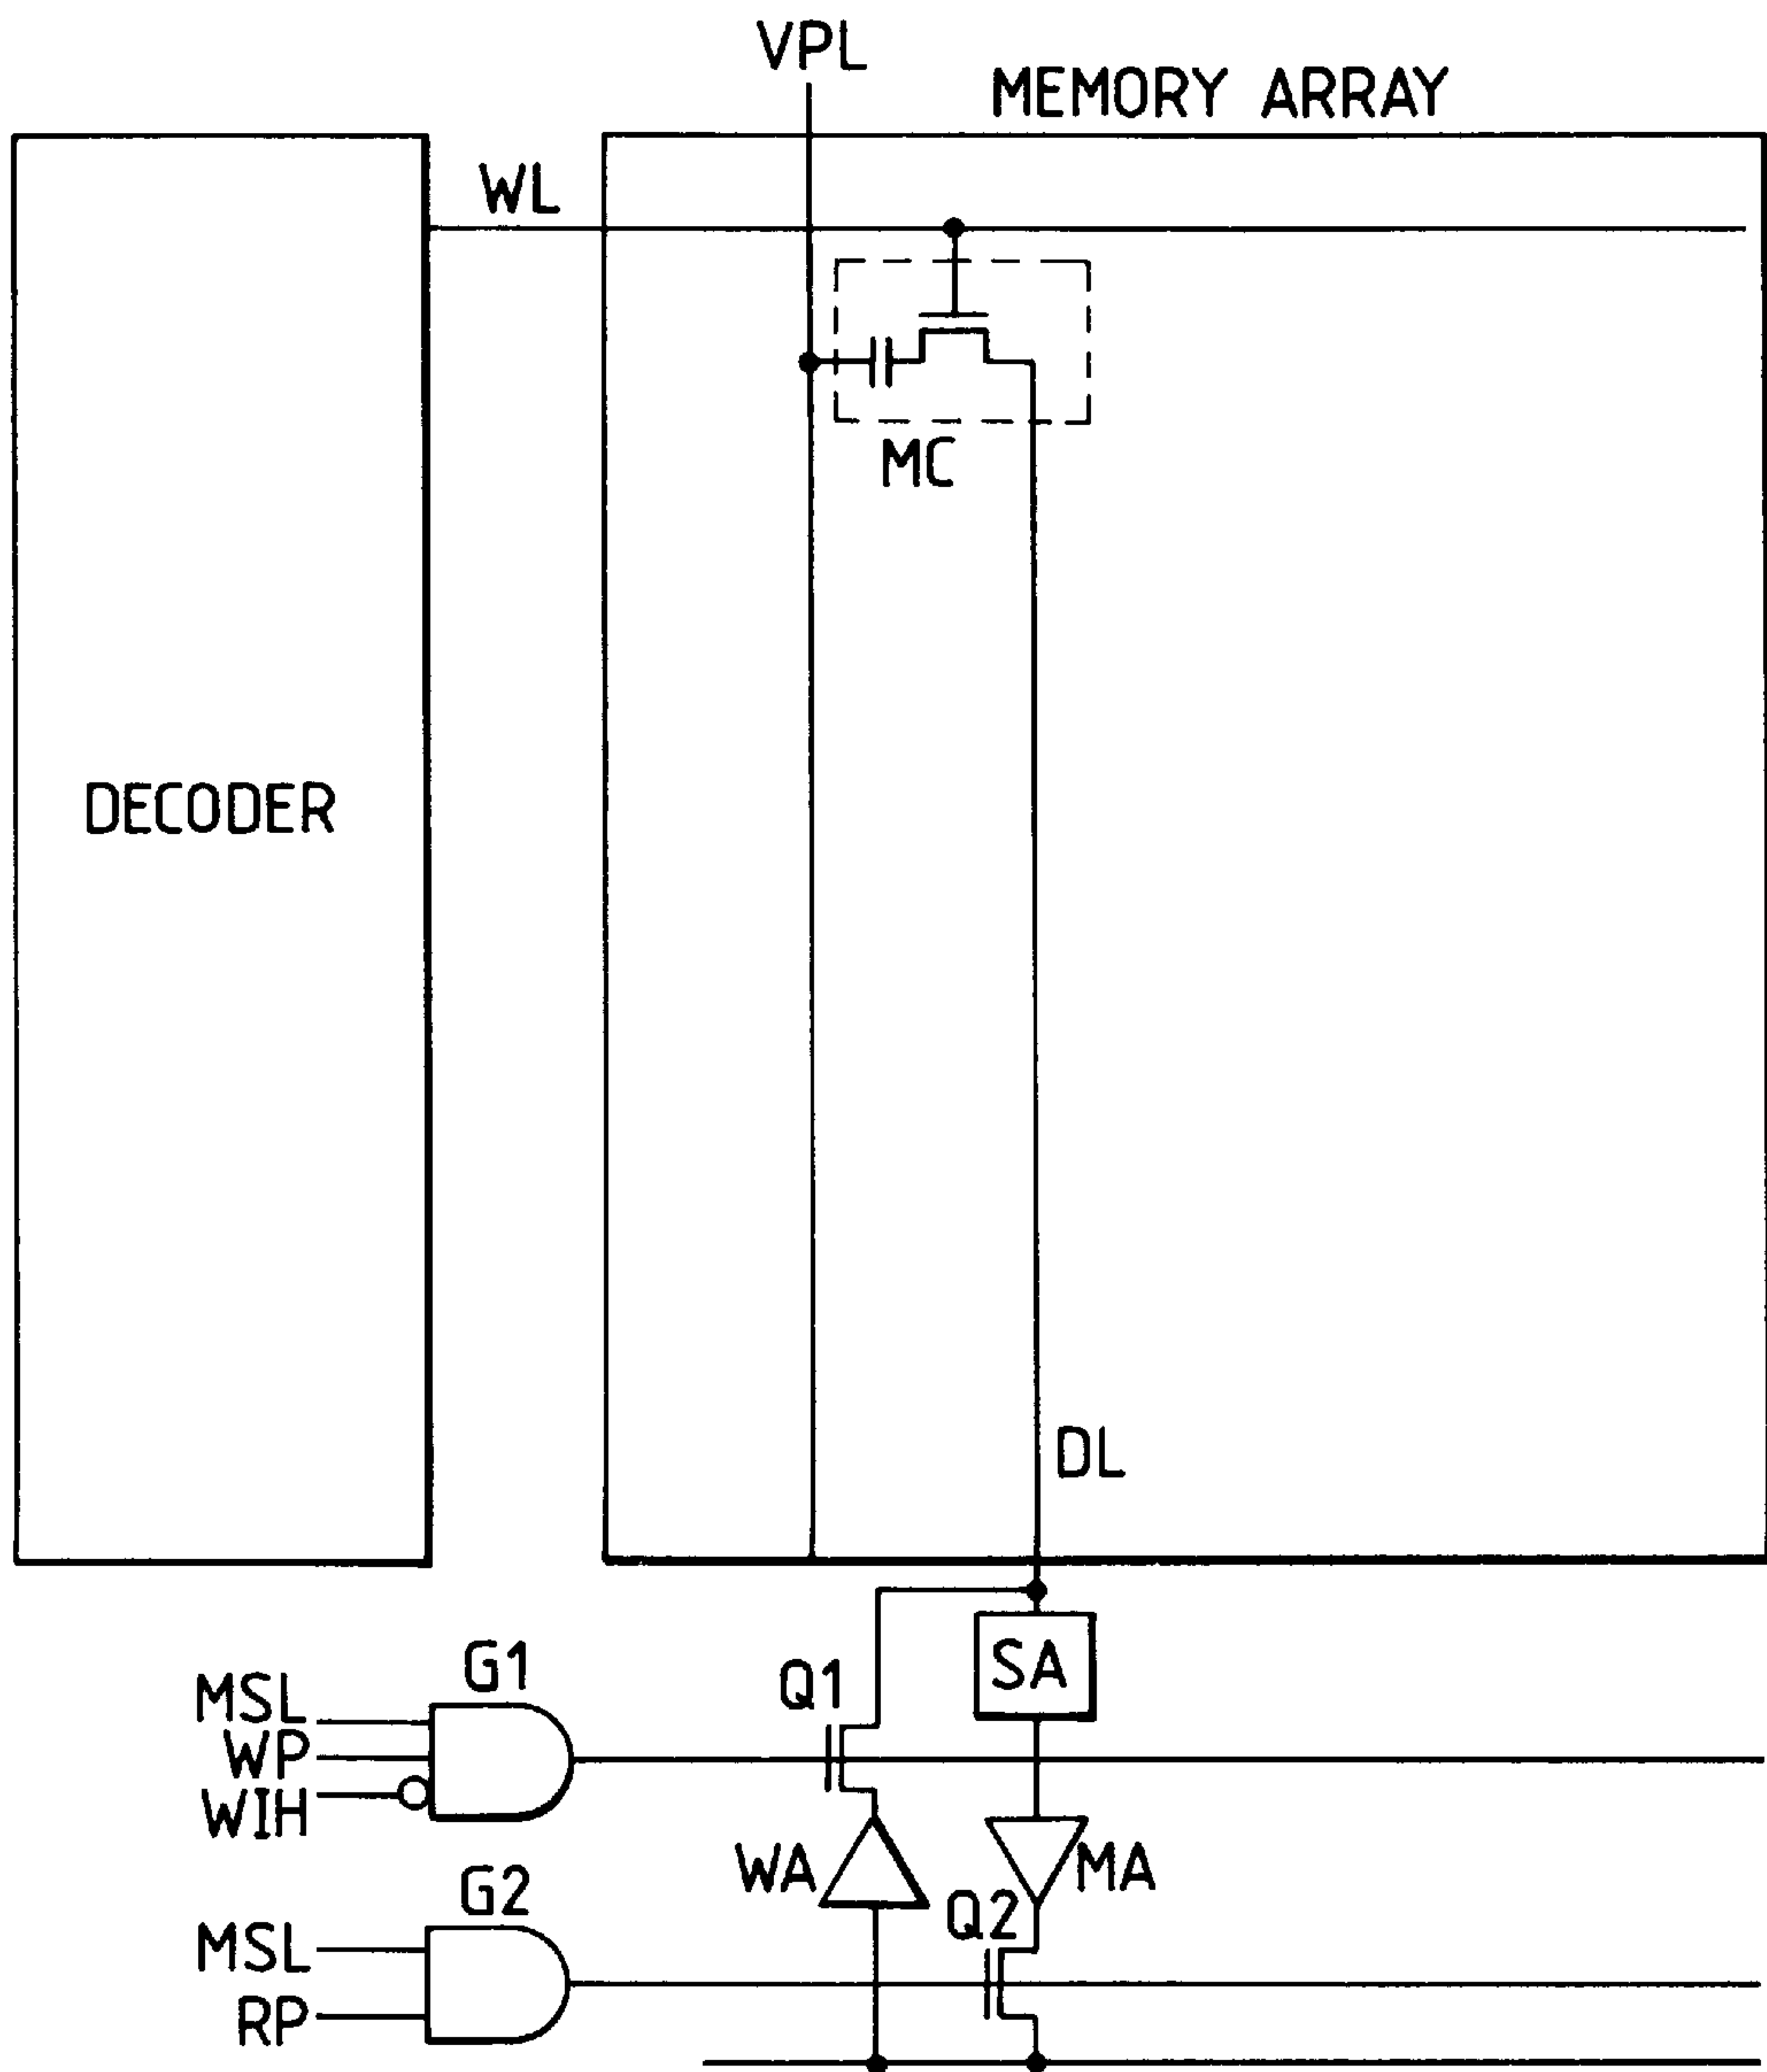 VPL
MEMORY ARRAY
WL
MC
DECODER
DL
G1
Q1
SA
MSL
WP
WIH
WA
MA
G2
Q2
MSL
RP